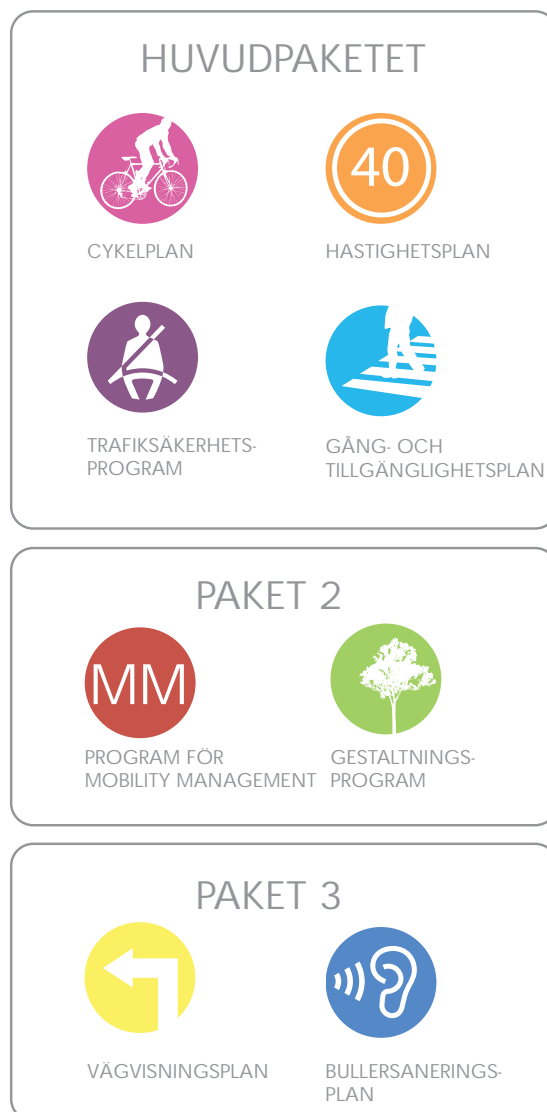 HUVUDPAKETET
40
CYKELPLAN
HASTIGHETSPLAN
TRAFIKSÄKERHETS-
PROGRAM
GÅNG- OCH
TILLGÄNGLIGHETSPLAN
PAKET 2
MM
PROGRAM FÖR
MOBILITY MANAGEMENT
GESTALTNINGS-
PROGRAM
PAKET 3
VÄGVISNINGSPLAN
BULLERSANERINGS-
PLAN